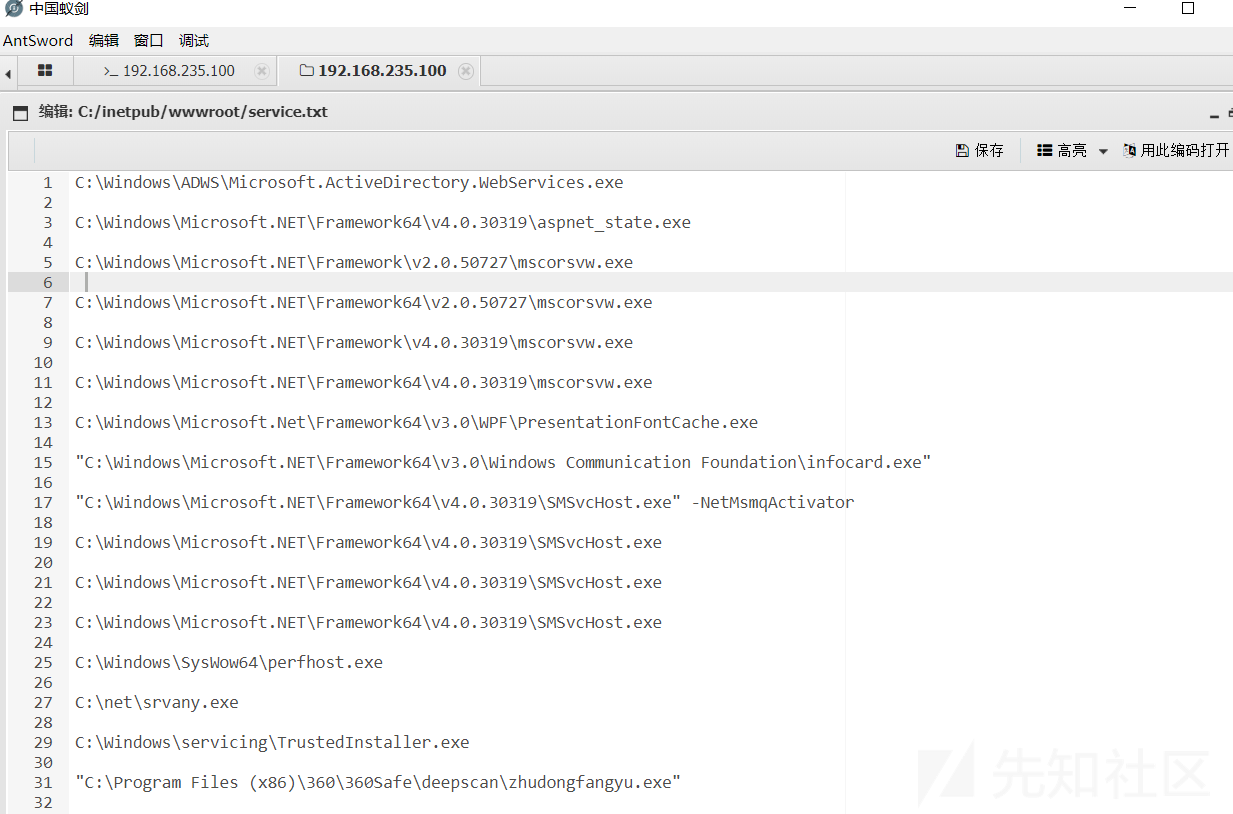 中国蚁剑
AntSword 编辑 窗口 调试
>_ 192.168.235.100 192.168.235.100
编辑: C:/inetpub/wwwroot/service.txt
保存 高亮 用此编码打开
1 C:\Windows\ADWS\Microsoft.ActiveDirectory.WebServices.exe
2
3 C:\Windows\Microsoft.NET\Framework64\v4.0.30319\aspnet_state.exe
4
5 C:\Windows\Microsoft.NET\Framework\v2.0.50727\mscorsvw.exe
6
7 C:\Windows\Microsoft.NET\Framework64\v2.0.50727\mscorsvw.exe
8
9 C:\Windows\Microsoft.NET\Framework\v4.0.30319\mscorsvw.exe
10
11 C:\Windows\Microsoft.NET\Framework64\v4.0.30319\mscorsvw.exe
12
13 C:\Windows\Microsoft.Net\Framework64\v3.0\WPF\PresentationFontCache.exe
14
15 "C:\Windows\Microsoft.NET\Framework64\v3.0\Windows Communication Foundation\infocard.exe"
16
17 "C:\Windows\Microsoft.NET\Framework64\v4.0.30319\SMSvcHost.exe" -NetMsmqActivator
18
19 C:\Windows\Microsoft.NET\Framework64\v4.0.30319\SMSvcHost.exe
20
21 C:\Windows\Microsoft.NET\Framework64\v4.0.30319\SMSvcHost.exe
22
23 C:\Windows\Microsoft.NET\Framework64\v4.0.30319\SMSvcHost.exe
24
25 C:\Windows\SysWow64\perfhost.exe
26
27 C:\net\srvany.exe
28
29 C:\Windows\servicing\TrustedInstaller.exe
30
31 "C:\Program Files (x86)\360\360Safe\deepscan\zhudongfangyu.exe"
32
先知社区